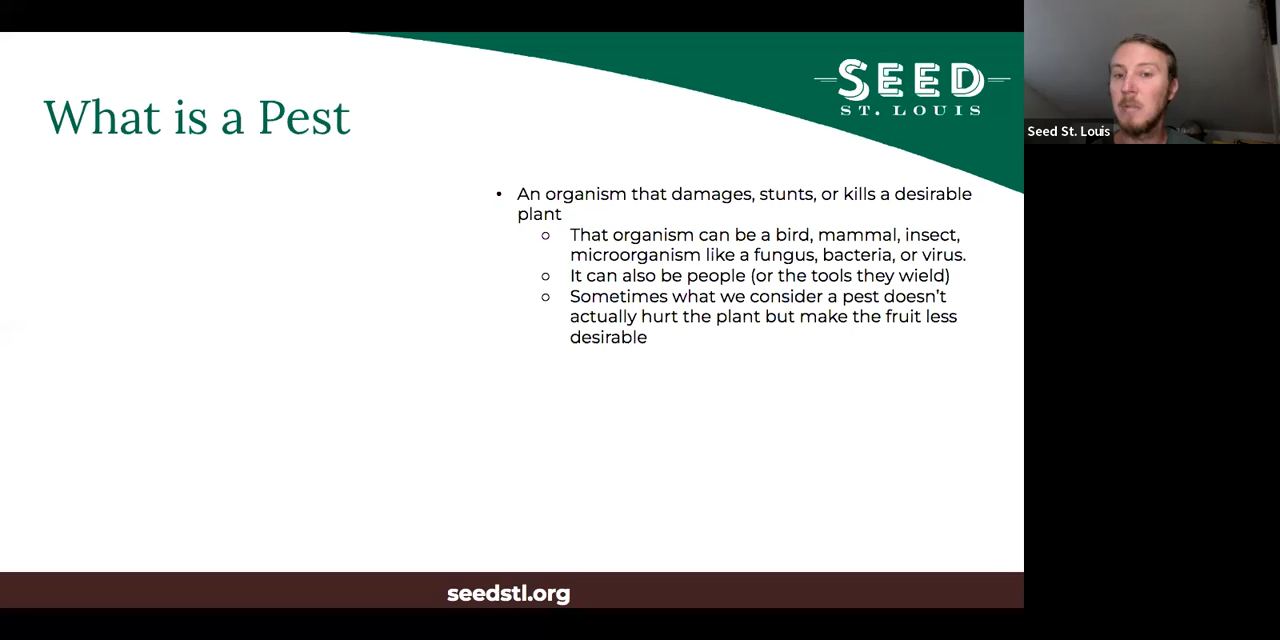 SEED
ST. LOUIS
What is a Pest
Seed St. Louis
• An organism that damages, stunts, or kills a desirable
plant
○ That organism can be a bird, mammal, insect,
microorganism like a fungus, bacteria, or virus.
○ It can also be people (or the tools they wield)
○ Sometimes what we consider a pest doesn't
actually hurt the plant but make the fruit less
desirable
seedstl.org